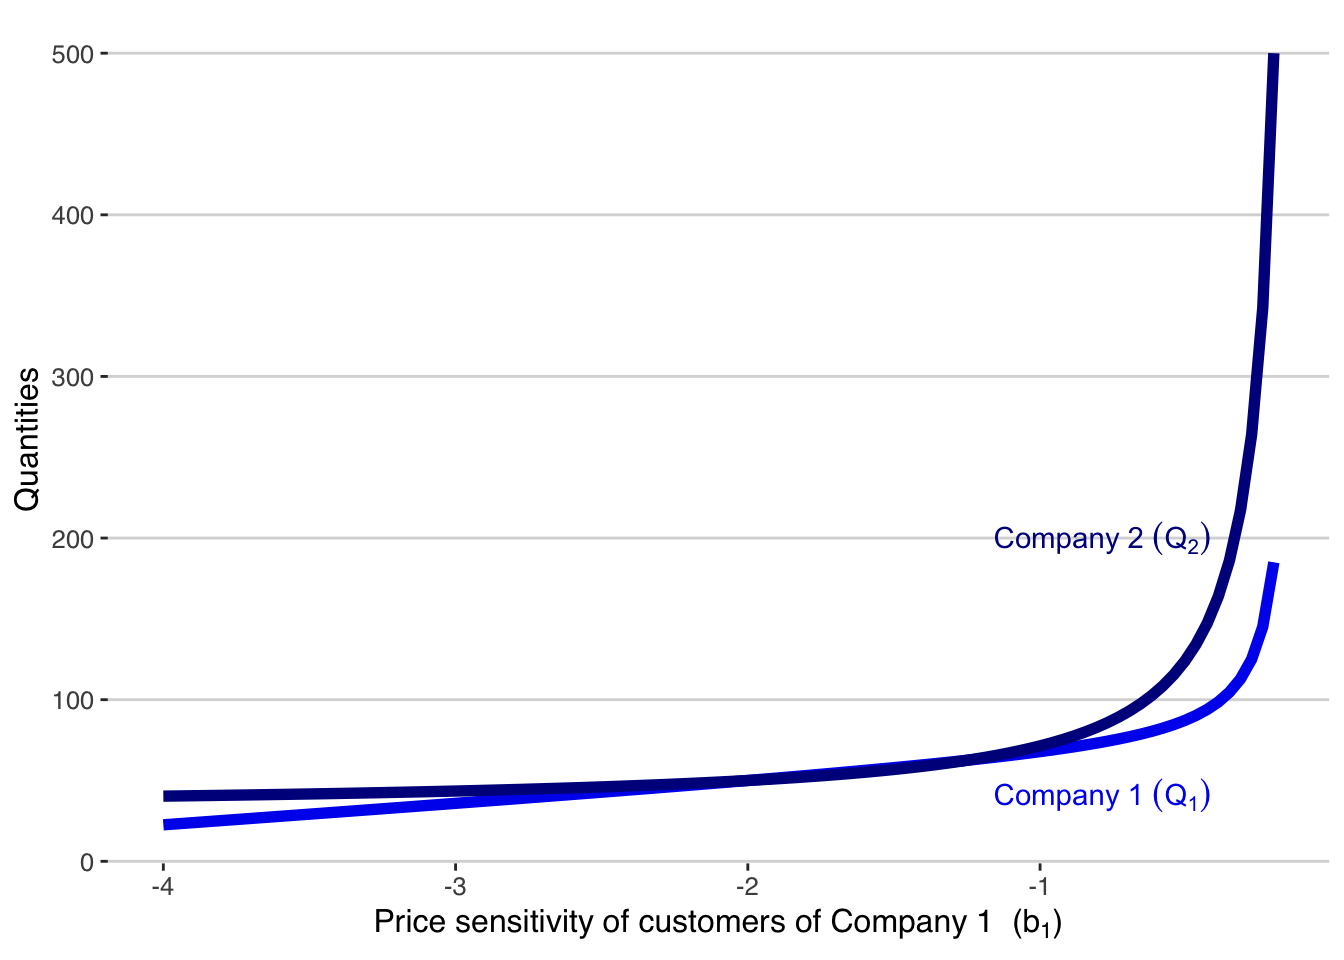 500
400
300
200
100
0
Quantities
Company 2 (Q₂)
Company 1 (Q₁)
-4 -3 -2 -1
Price sensitivity of customers of Company 1 (b₁)